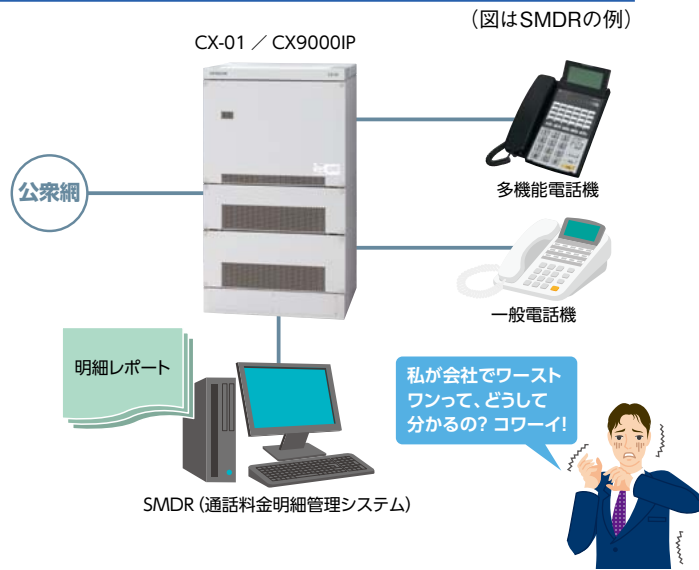 (図はSMDRの例)
CX-01 ／ CX9000IP
公衆網
多機能電話機
一般電話機
明細レポート
私が会社でワースト
ワンって、どうして
分かるの? コワーイ!
SMDR (通話料金明細管理システム)